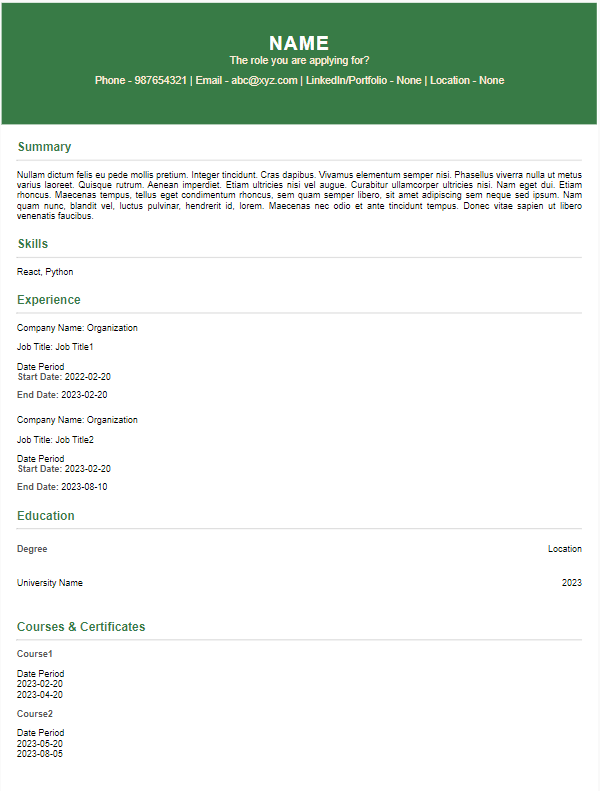 NAME
The role you are applying for?
Phone - 987654321 | Email - abc@xyz.com | LinkedIn/Portfolio - None | Location - None
Summary
Nullam dictum felis eu pede mollis pretium. Integer tincidunt. Cras dapibus. Vivamus elementum semper nisi. Phasellus viverra nulla ut metus
varius laoreet. Quisque rutrum. Aenean imperdiet. Etiam ultricies nisi vel augue. Curabitur ullamcorper ultricies nisi. Nam eget dui. Etiam
rhoncus. Maecenas tempus, tellus eget condimentum rhoncus, sem quam semper libero, sit amet adipiscing sem neque sed ipsum. Nam
quam nunc, blandit vel, luctus pulvinar, hendrerit id, lorem. Maecenas nec odio et ante tincidunt tempus. Donec vitae sapien ut libero
venenatis faucibus.
Skills
React, Python
Experience
Company Name: Organization
Job Title: Job Title1
Date Period
Start Date: 2022-02-20
End Date: 2023-02-20
Company Name: Organization
Job Title: Job Title2
Date Period
Start Date: 2023-02-20
End Date: 2023-08-10
Education
Degree Location
University Name 2023
Courses & Certificates
Course1
Date Period
2023-02-20
2023-04-20
Course2
Date Period
2023-05-20
2023-08-05